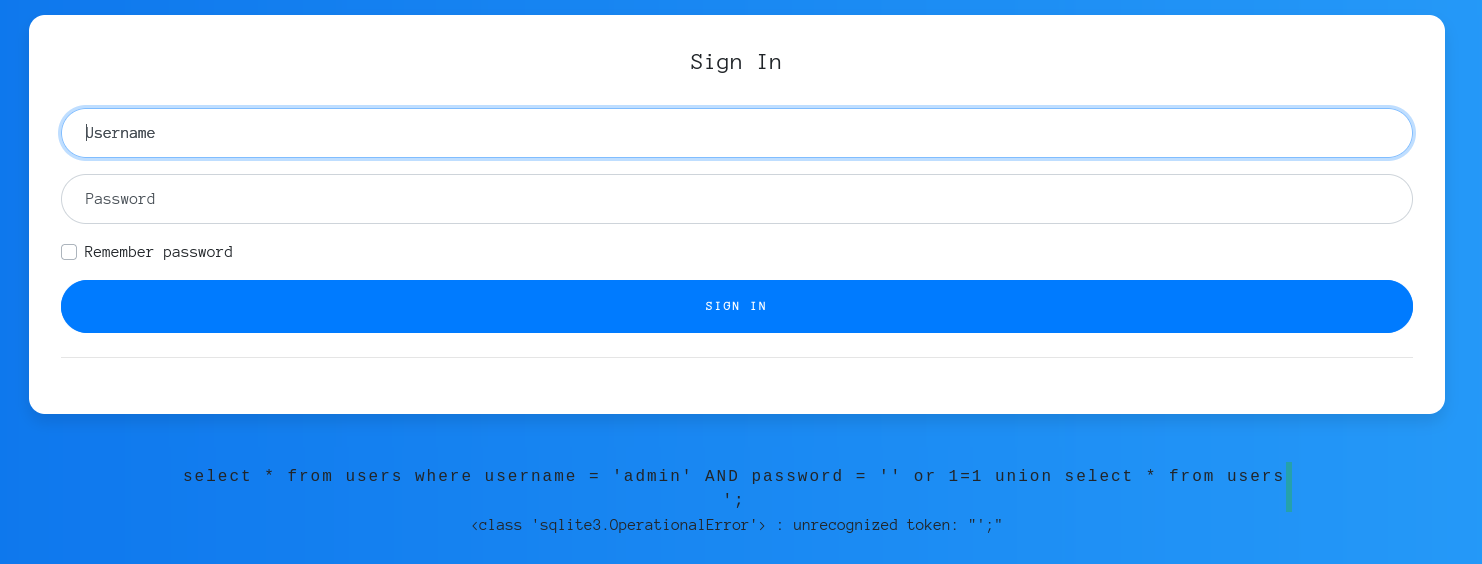 Sign In
Username
Password
Remember password
SIGN IN
select * from users where username = 'admin' AND password = '' or 1=1 union select * from users
';
<class 'sqlite3.OperationalError'> : unrecognized token: "';"